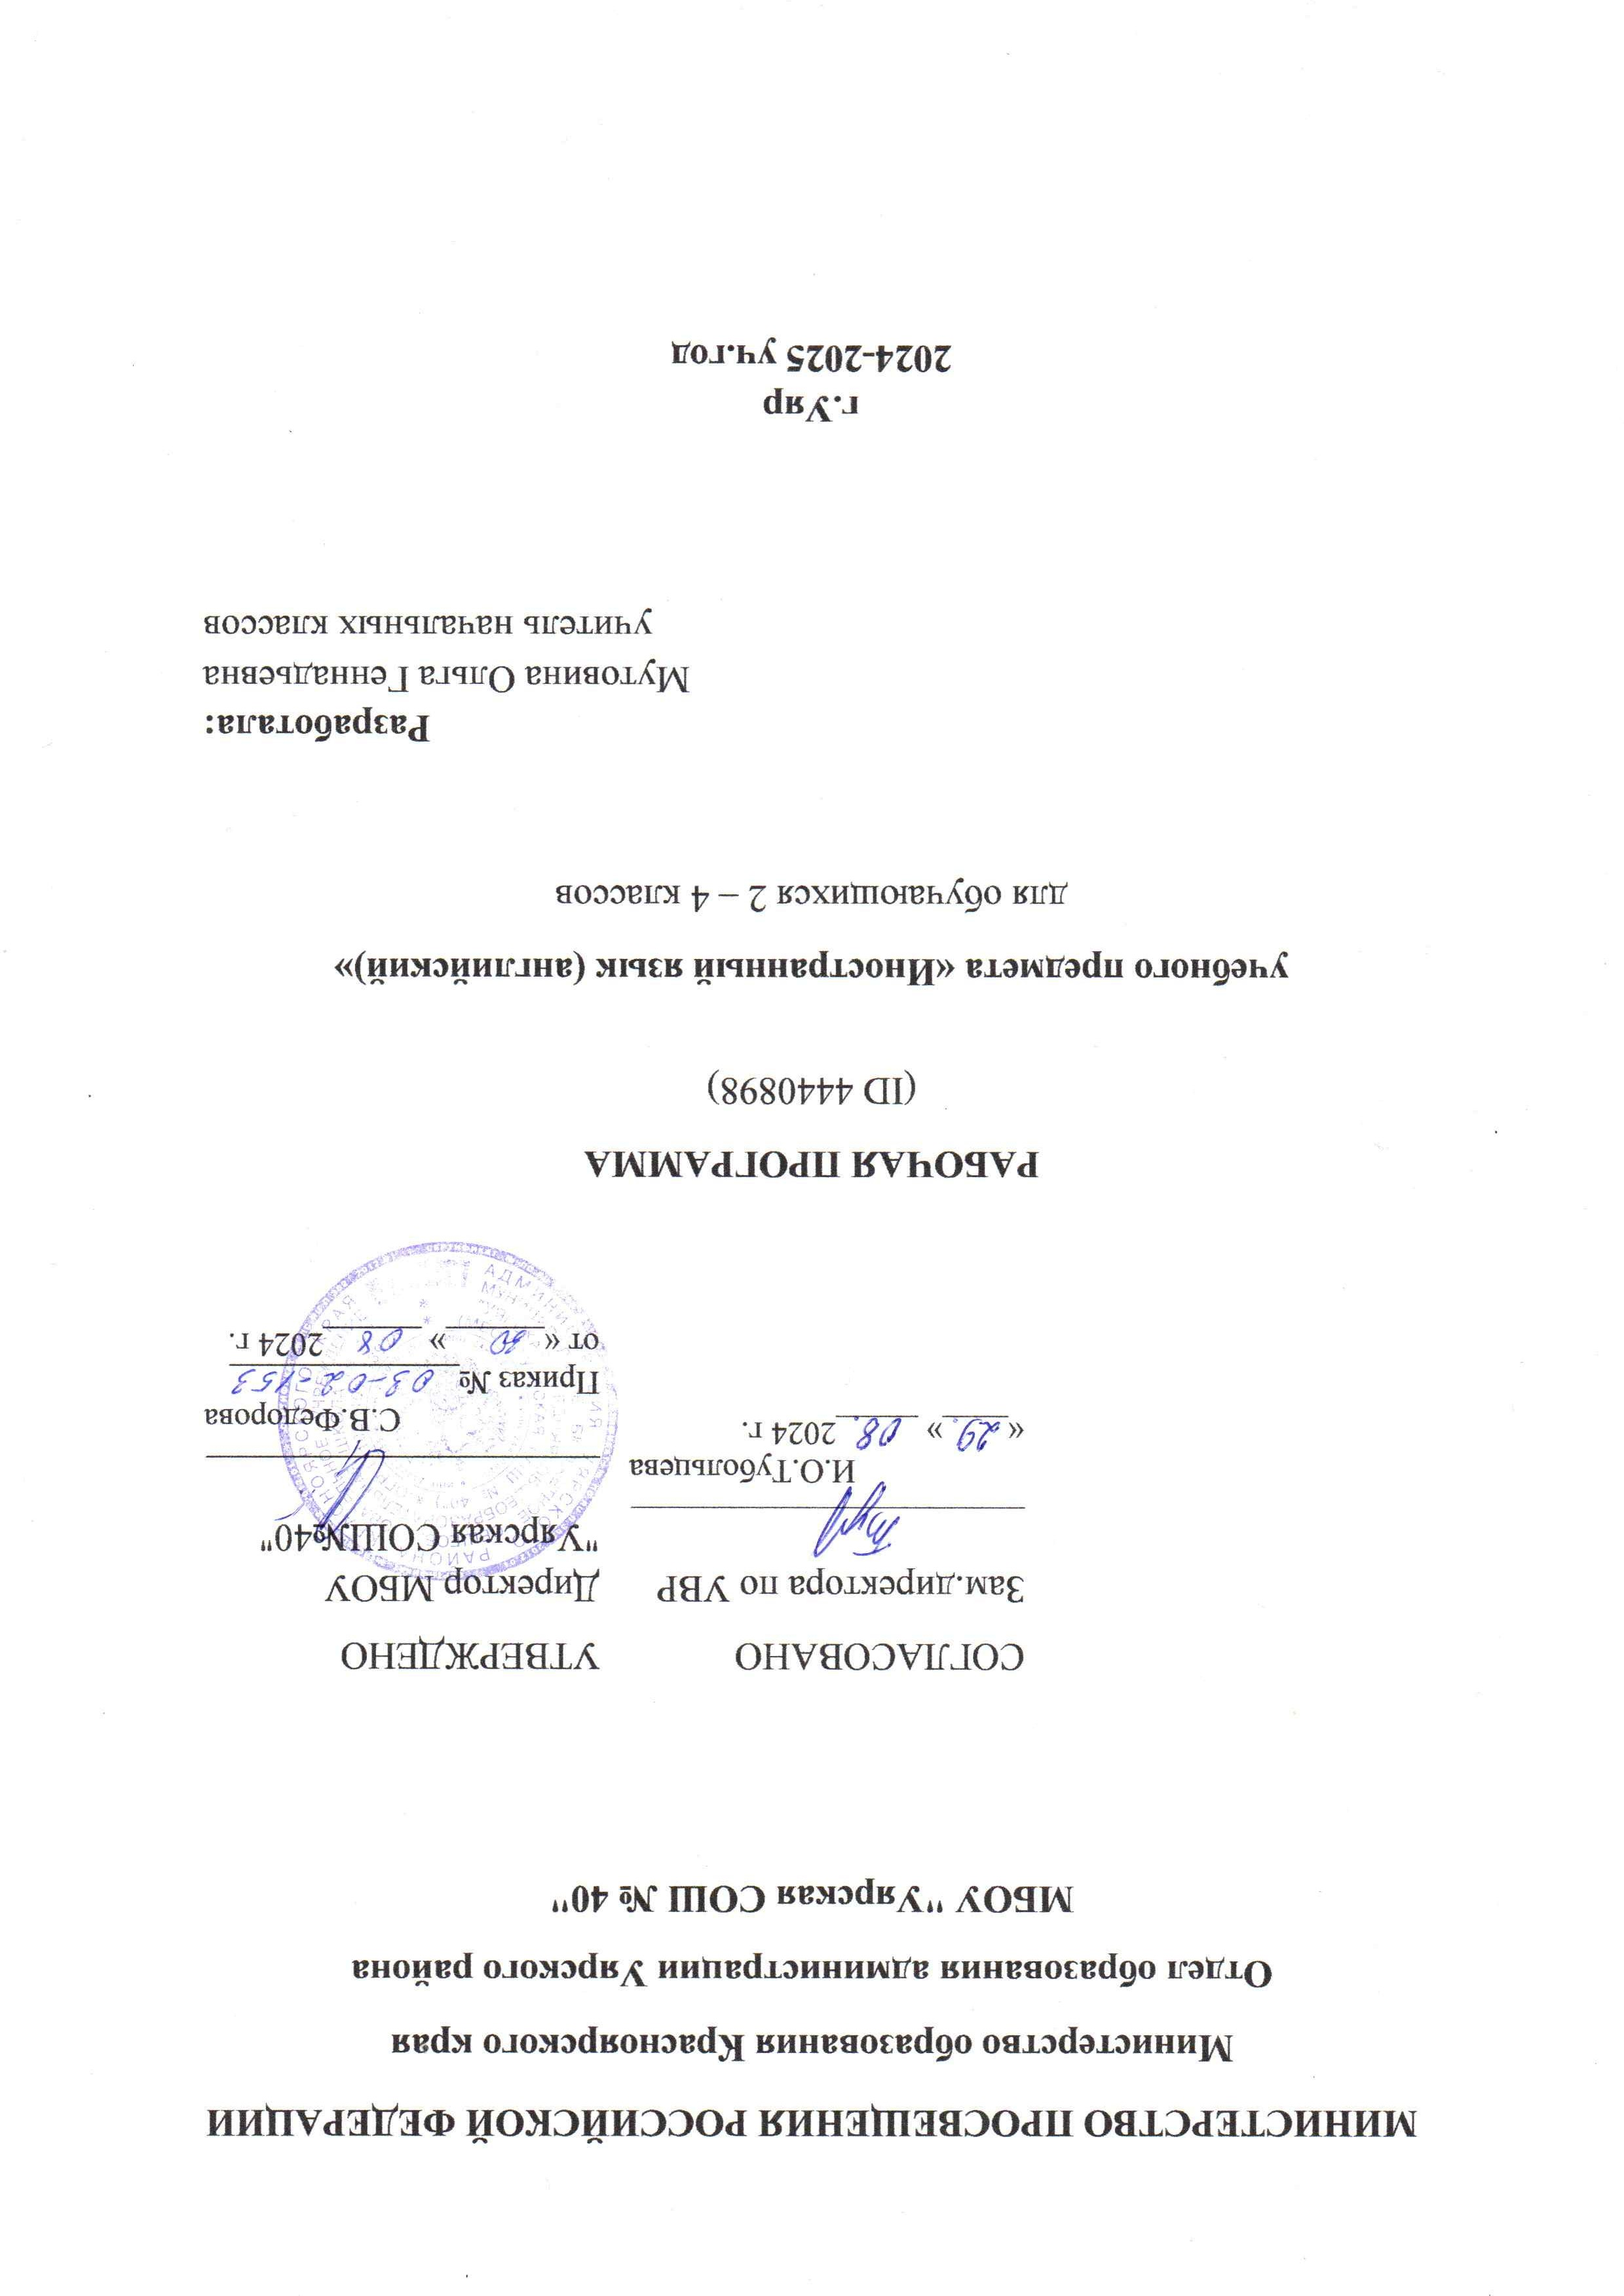 МИНИСТЕРСТВО ПРОСВЕЩЕНИЯ РОССИЙСКОЙ ФЕДЕРАЦИИ
Министерство образования Красноярского края
Отдел образования администрации Уярского района
МБОУ "Уярская СОШ № 40"
СОГЛАСОВАНО
Зам.директора по УВР
И.О.Тубольцева
«29.» 08. 2024 г.
УТВЕРЖДЕНО
Директор МБОУ
"Уярская СОШ№40"
С.В.Федорова
Приказ № 03-02-153
от «30» 08 2024 г.
РАБОЧАЯ ПРОГРАММА
(ID 4440898)
учебного предмета «Иностранный язык (английский)»
для обучающихся 2 – 4 классов
Разработала:
Мутовина Ольга Геннадьевна
учитель начальных классов
г.Уяр
2024-2025 уч.год